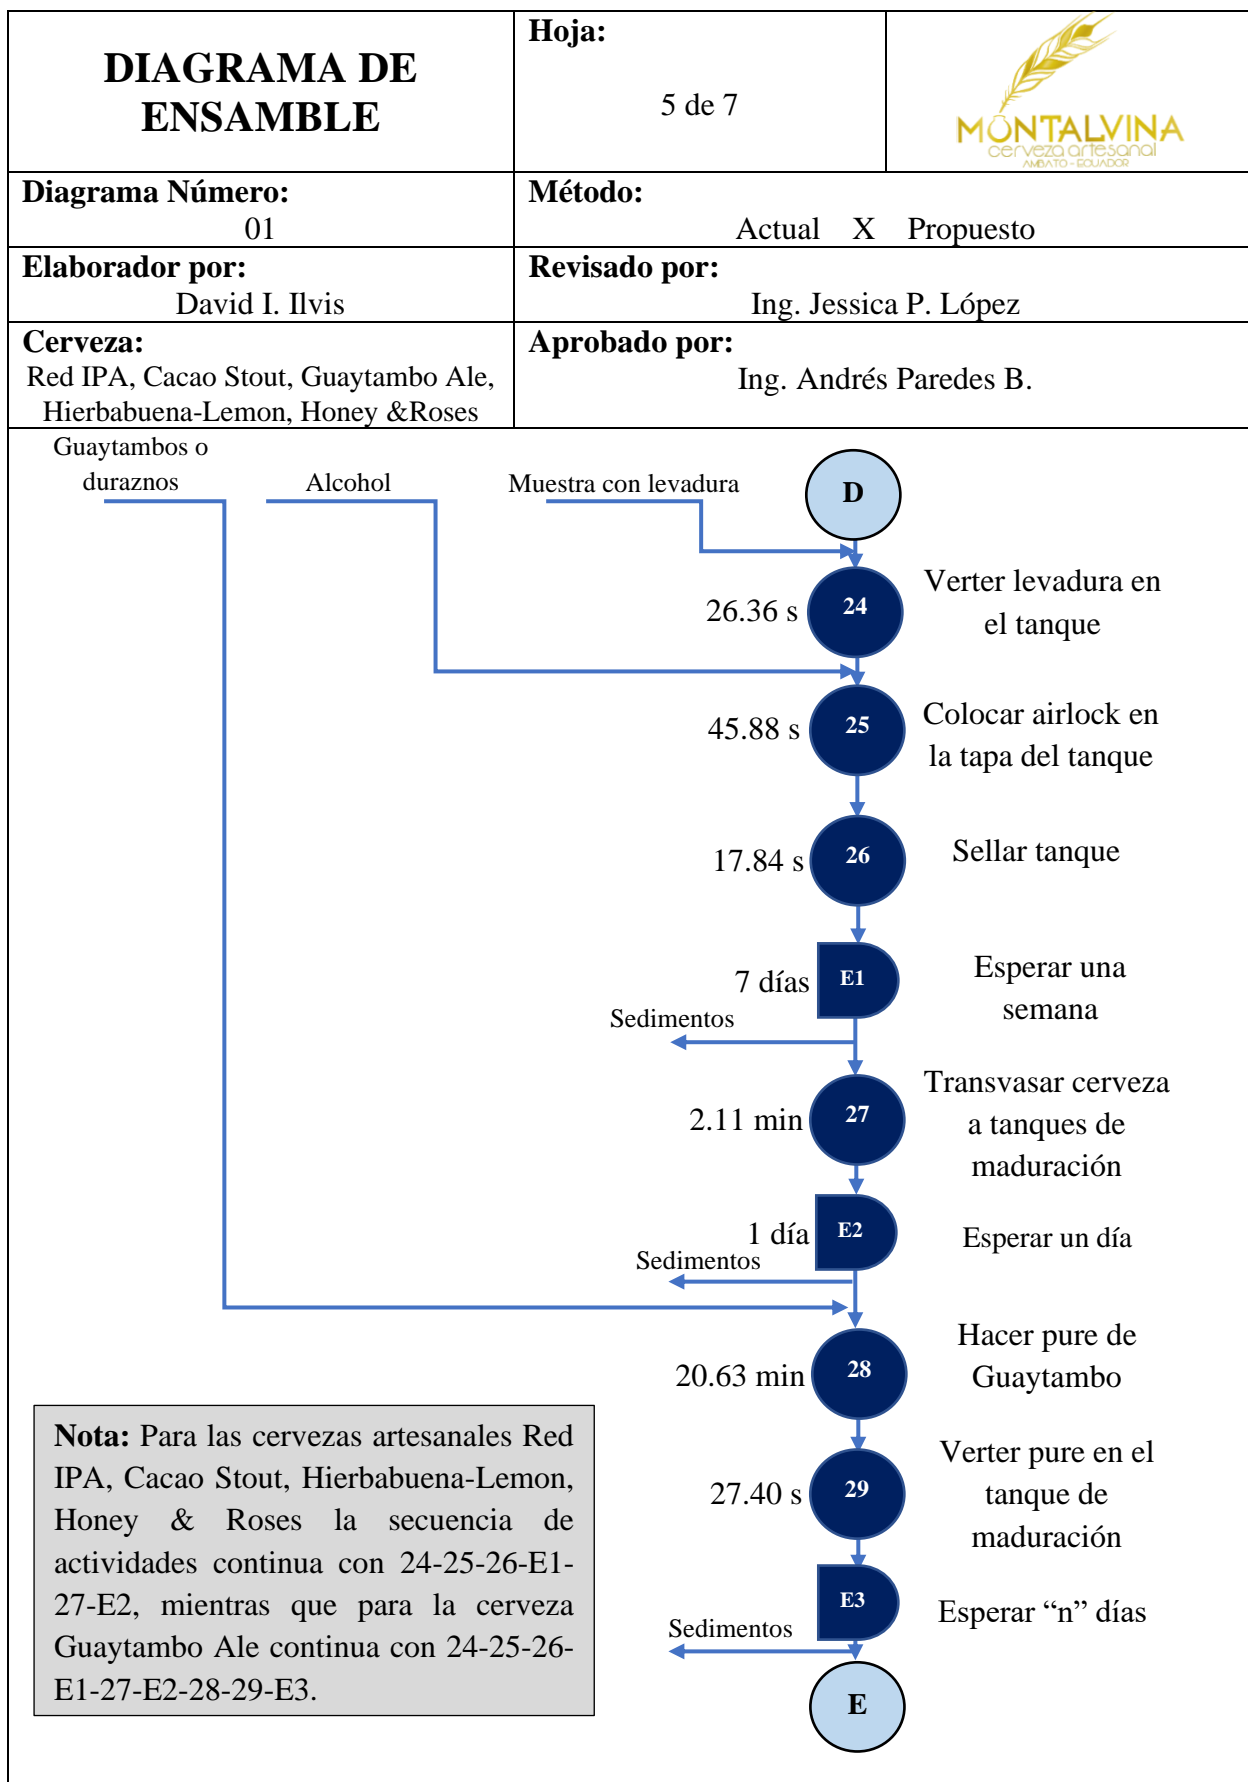 DIAGRAMA DE
ENSAMBLE
Hoja:
5 de 7
MONTALVINA
cerveza artesanal
AMBATO - ECUADOR
Diagrama Número:
01
Método:
Actual X Propuesto
Elaborador por:
David I. Ilvis
Revisado por:
Ing. Jessica P. López
Cerveza:
Red IPA, Cacao Stout, Guaytambo Ale,
Hierbabuena-Lemon, Honey &Roses
Aprobado por:
Ing. Andrés Paredes B.
Guaytambos o
duraznos
Alcohol
Muestra con levadura
D
26.36 s
24
Verter levadura en
el tanque
45.88 s
25
Colocar airlock en
la tapa del tanque
17.84 s
26
Sellar tanque
7 días
E1
Esperar una
semana
Sedimentos
2.11 min
27
Transvasar cerveza
a tanques de
maduración
1 día
E2
Esperar un día
Sedimentos
20.63 min
28
Hacer pure de
Guaytambo
27.40 s
29
Verter pure en el
tanque de
maduración
E3
Esperar “n” días
Sedimentos
E
Nota: Para las cervezas artesanales Red
IPA, Cacao Stout, Hierbabuena-Lemon,
Honey & Roses la secuencia de
actividades continua con 24-25-26-E1-
27-E2, mientras que para la cerveza
Guaytambo Ale continua con 24-25-26-
E1-27-E2-28-29-E3.